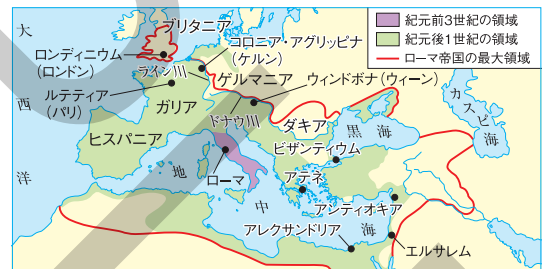 大
西
洋
ブリタニア
ロンディニウム
(ロンドン)
ルテティア
(パリ)
コロニア・アグリッピナ
(ケルン)
ライン川
ゲルマニア
ウィンドボナ(ウィーン)
ガリア
ドナウ川
ダキア
ヒスパニア
黒海
カスピ海
ビザンティウム
ローマ
アテネ
地
中
海
アンティオキア
アレクサンドリア
エルサレム
紀元前3世紀の領域
紀元後1世紀の領域
ローマ帝国の最大領域